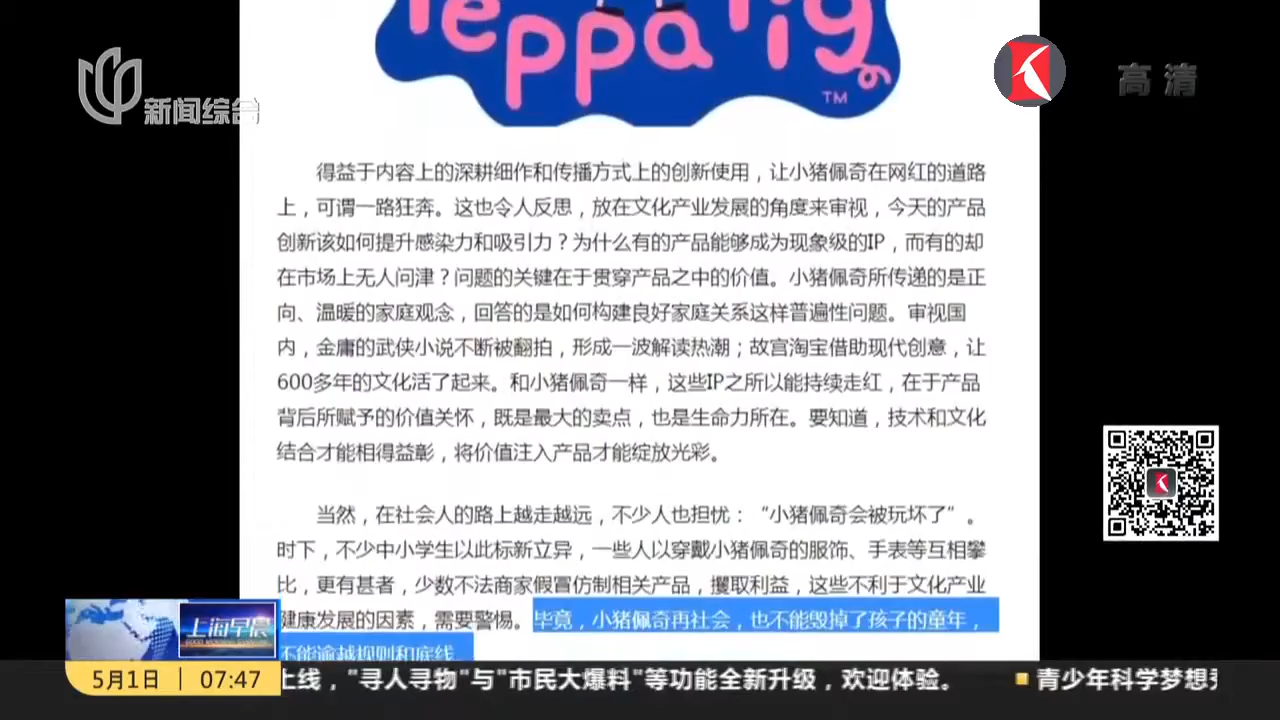 Peppa Pig
TM
新闻综合
高清
得益于内容上的深耕细作和传播方式上的创新使用，让小猪佩奇在网红的道路
上，可谓一路狂奔。这也令人反思，放在文化产业发展的角度来审视，今天的产品
创新该如何提升感染力和吸引力？为什么有的产品能够成为现象级的IP，而有的却
在市场上无人问津？问题的关键在于贯穿产品之中的价值。小猪佩奇所传递的是正
向、温暖的家庭观念，回答的是如何构建良好家庭关系这样普遍性问题。审视国
内，金庸的武侠小说不断被翻拍，形成一波解读热潮；故宫淘宝借助现代创意，让
600多年的文化活了起来。和小猪佩奇一样，这些IP之所以能持续走红，在于产品
背后所赋予的价值关怀，既是最大的卖点，也是生命力所在。要知道，技术和文化
结合才能相得益彰，将价值注入产品才能绽放光彩。
当然，在社会人的路上越走越远，不少人也担忧：“小猪佩奇会被玩坏了”。
时下，不少中小学生以此标新立异，一些人以穿戴小猪佩奇的服饰、手表等互相攀
比，更有甚者，少数不法商家假冒仿制相关产品，攫取利益，这些不利于文化产业
健康发展的因素，需要警惕。毕竟，小猪佩奇再社会，也不能毁掉了孩子的童年，
不能逾越规则和底线
上海早晨
5月1日 07:47
上线，"寻人寻物"与"市民大爆料"等功能全新升级，欢迎体验。 ■青少年科学梦想